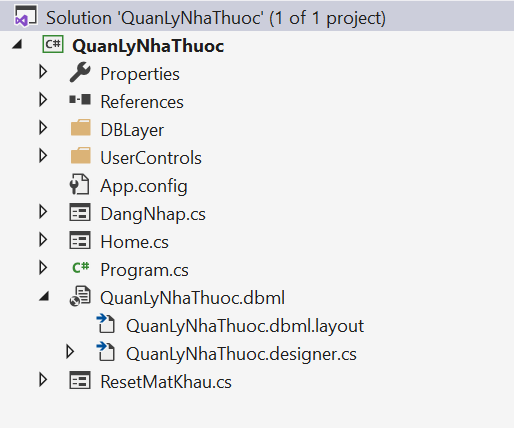 Solution 'QuanLyNhaThuoc' (1 of 1 project)
C# QuanLyNhaThuoc
Properties
References
DBLayer
UserControls
App.config
DangNhap.cs
Home.cs
C# Program.cs
QuanLyNhaThuoc.dbml
QuanLyNhaThuoc.dbml.layout
QuanLyNhaThuoc.designer.cs
ResetMatKhau.cs